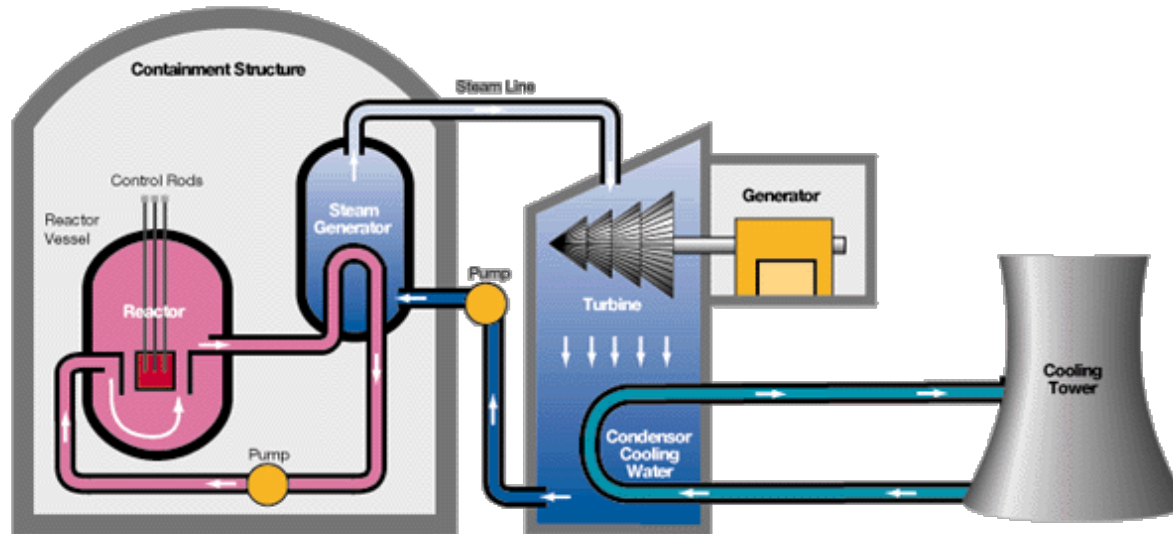 Containment Structure
Steam Line
Control Rods
Reactor
Vessel
Steam
Generator
Generator
Pump
Reactor
Turbine
Cooling
Tower
Condensor
Cooling
Water
Pump